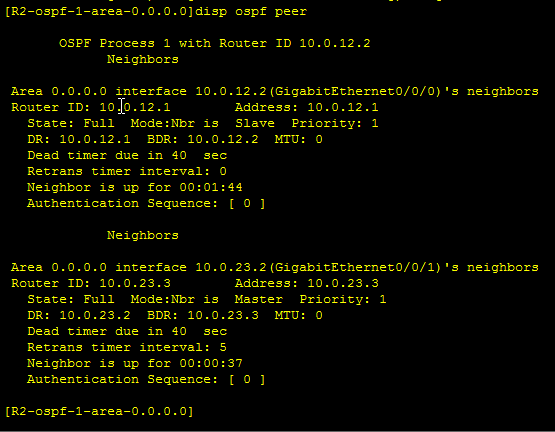 [R2-ospf-1-area-0.0.0.0]disp ospf peer
OSPF Process 1 with Router ID 10.0.12.2
Neighbors
Area 0.0.0.0 interface 10.0.12.2(GigabitEthernet0/0/0)'s neighbors
Router ID: 10.0.12.1 Address: 10.0.12.1
State: Full Mode:Nbr is Slave Priority: 1
DR: 10.0.12.1 BDR: 10.0.12.2 MTU: 0
Dead timer due in 40 sec
Retrans timer interval: 0
Neighbor is up for 00:01:44
Authentication Sequence: [ 0 ]
Neighbors
Area 0.0.0.0 interface 10.0.23.2(GigabitEthernet0/0/1)'s neighbors
Router ID: 10.0.23.3 Address: 10.0.23.3
State: Full Mode:Nbr is Master Priority: 1
DR: 10.0.23.2 BDR: 10.0.23.3 MTU: 0
Dead timer due in 40 sec
Retrans timer interval: 5
Neighbor is up for 00:00:37
Authentication Sequence: [ 0 ]
[R2-ospf-1-area-0.0.0.0]